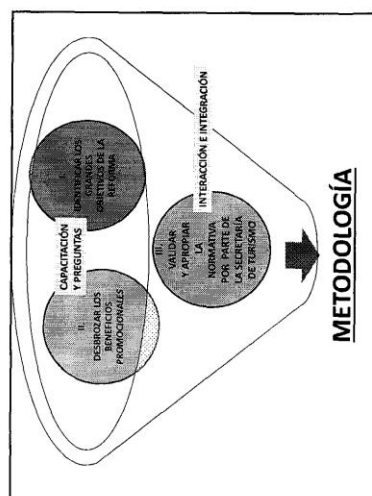 CAPACITACIÓN
Y PREGUNTAS
I.
IDENTIFICAR LOS
GRANDES
OBJETIVOS DE LA
REFORMA
II.
DESBROZAR LOS
BENEFICIOS
PROMOCIONALES
III.
VALIDAR
Y APROPIAR
LA
NORMATIVA
POR PARTE DE
LA SECRETARIA
DE TURISMO
INTERACCIÓN E INTEGRACIÓN
METODOLOGÍA